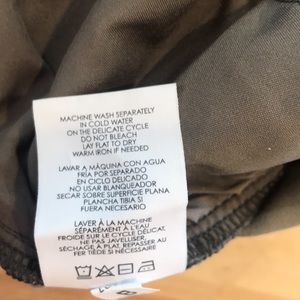 MACHINE WASH SEPARATELY
IN COLD WATER
ON THE DELICATE CYCLE
DO NOT BLEACH
LAY FLAT TO DRY
WARM IRON IF NEEDED
LAVAR A MÁQUINA CON AGUA
FRÍA POR SEPARADO
EN CICLO DELICADO
NO USAR BLANQUEADOR
SECAR SOBRE SUPERFICIE PLANA
PLANCHA TIBIA SI
FUERA NECESARIO
LAVER À LA MACHINE
SÉPARÉMENT À L'EAU
FROIDE SUR LE CYCLE DÉLICAT.
NE PAS JAVELLISER.
SÉCHAGE À PLAT, REPASSER AU
FER TIÈDE SI NÉCESSAIRE